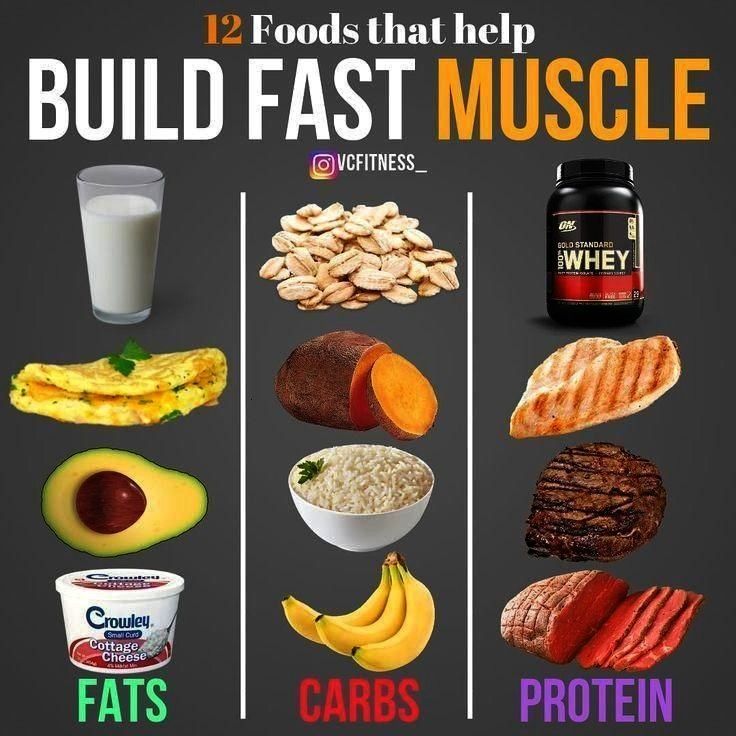 12 Foods that help
BUILD FAST MUSCLE
VCFITNESS_
ON
GOLD STANDARD
100% WHEY
Crowley
Crowley
Small Curd
Cottage
Cheese
FATS
CARBS
PROTEIN